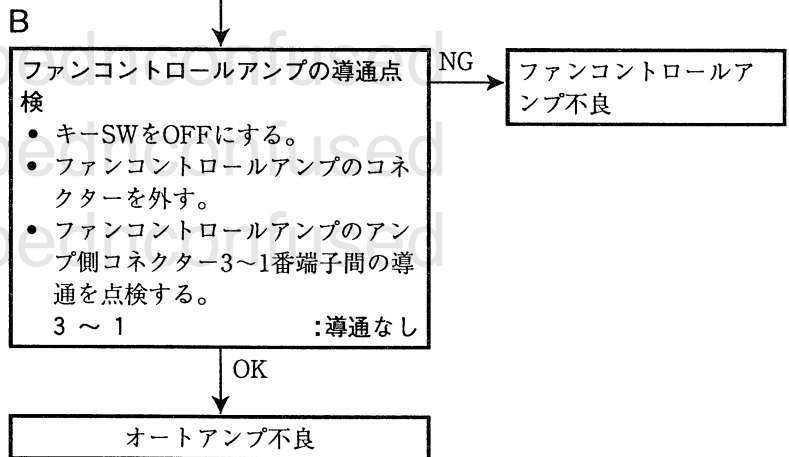 B
ファンコントロールアンプの導通点
検
● キーSWをOFFにする。
● ファンコントロールアンプのコネ
クターを外す。
● ファンコントロールアンプのアン
プ側コネクター3～1番端子間の導
通を点検する。
3 ～ 1 :導通なし
NG
ファンコントロールア
ンプ不良
OK
オートアンプ不良
pednconfused
pednconfused
pednconfused